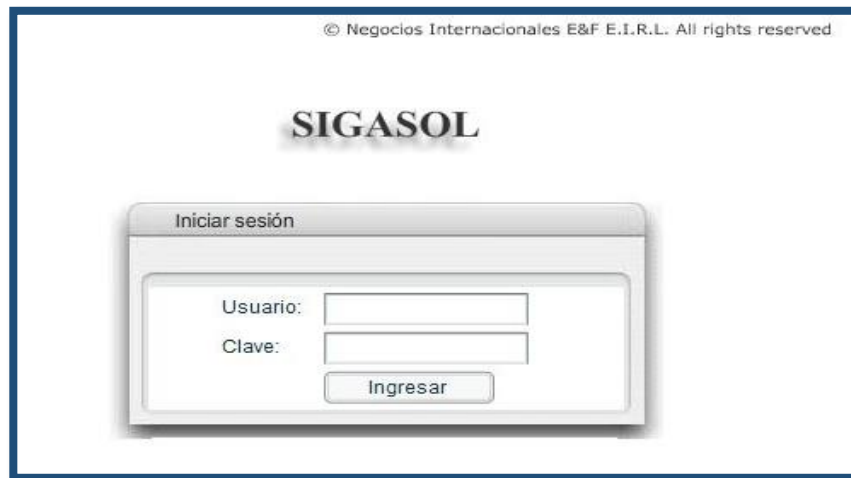 © Negocios Internacionales E&F E.I.R.L. All rights reserved
SIGASOL
Iniciar sesión
Usuario:
Clave:
Ingresar